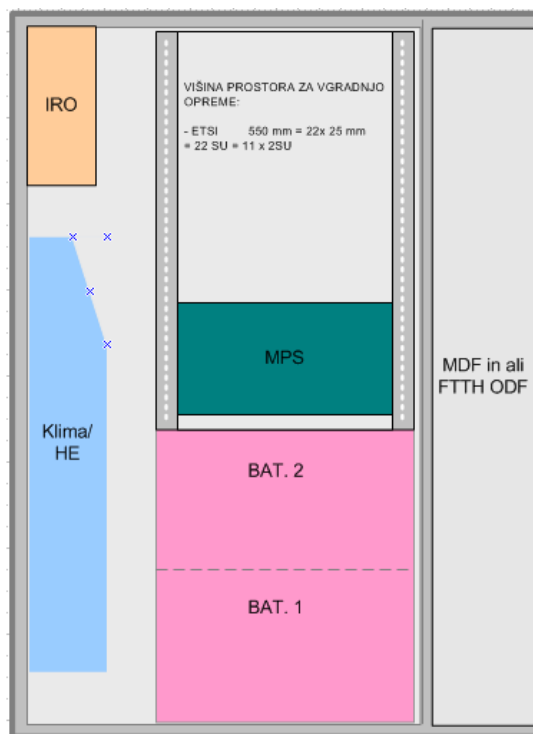 IRO
VIŠINA PROSTORA ZA VGRADNJO
OPREME:
- ETSI 550 mm = 22x 25 mm
= 22 SU = 11 x 2SU
MPS
MDF in ali
FTTH ODF
Klima/
HE
BAT. 2
BAT. 1